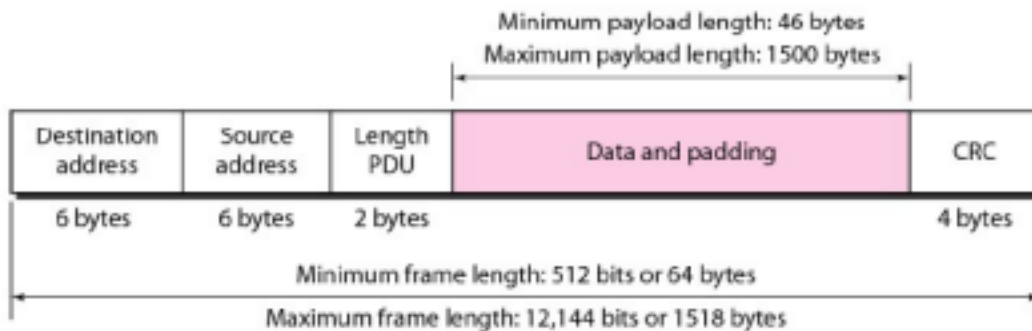 Minimum payload length: 46 bytes
Maximum payload length: 1500 bytes
Destination address
Source address
Length PDU
Data and padding
CRC
6 bytes
6 bytes
2 bytes
4 bytes
Minimum frame length: 512 bits or 64 bytes
Maximum frame length: 12,144 bits or 1518 bytes